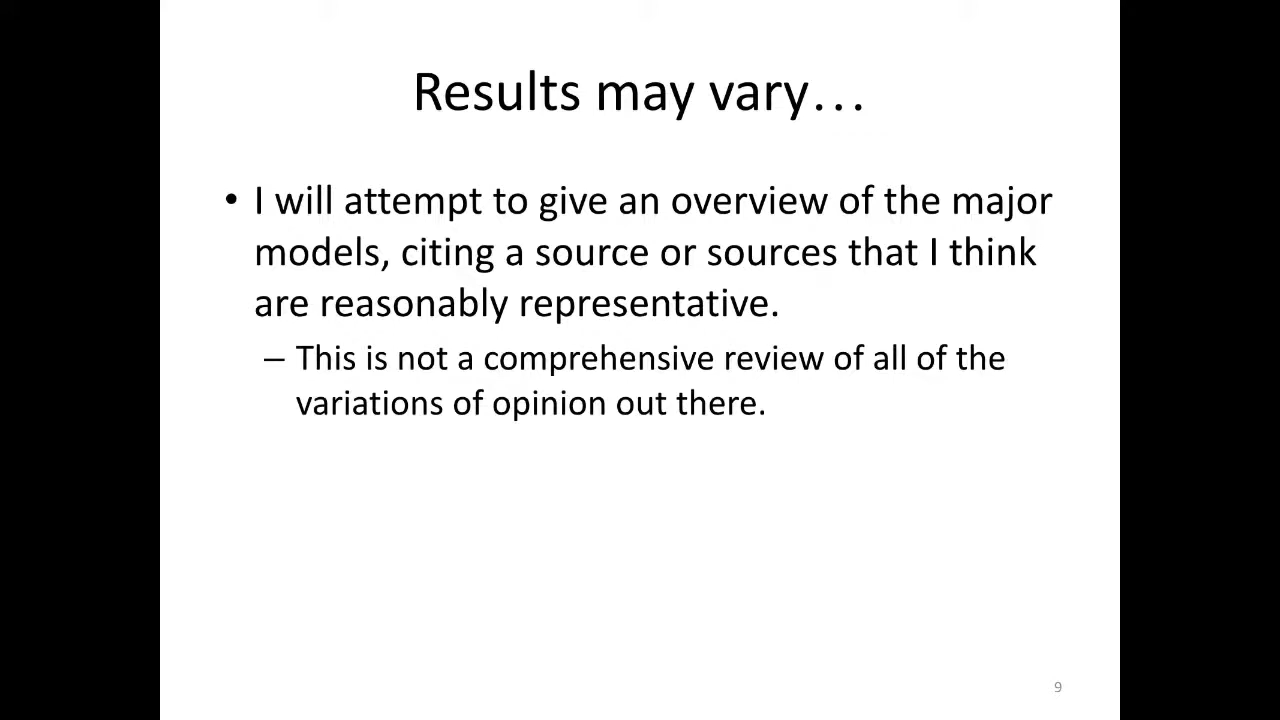 Results may vary…
• I will attempt to give an overview of the major
models, citing a source or sources that I think
are reasonably representative.
– This is not a comprehensive review of all of the
variations of opinion out there.
9